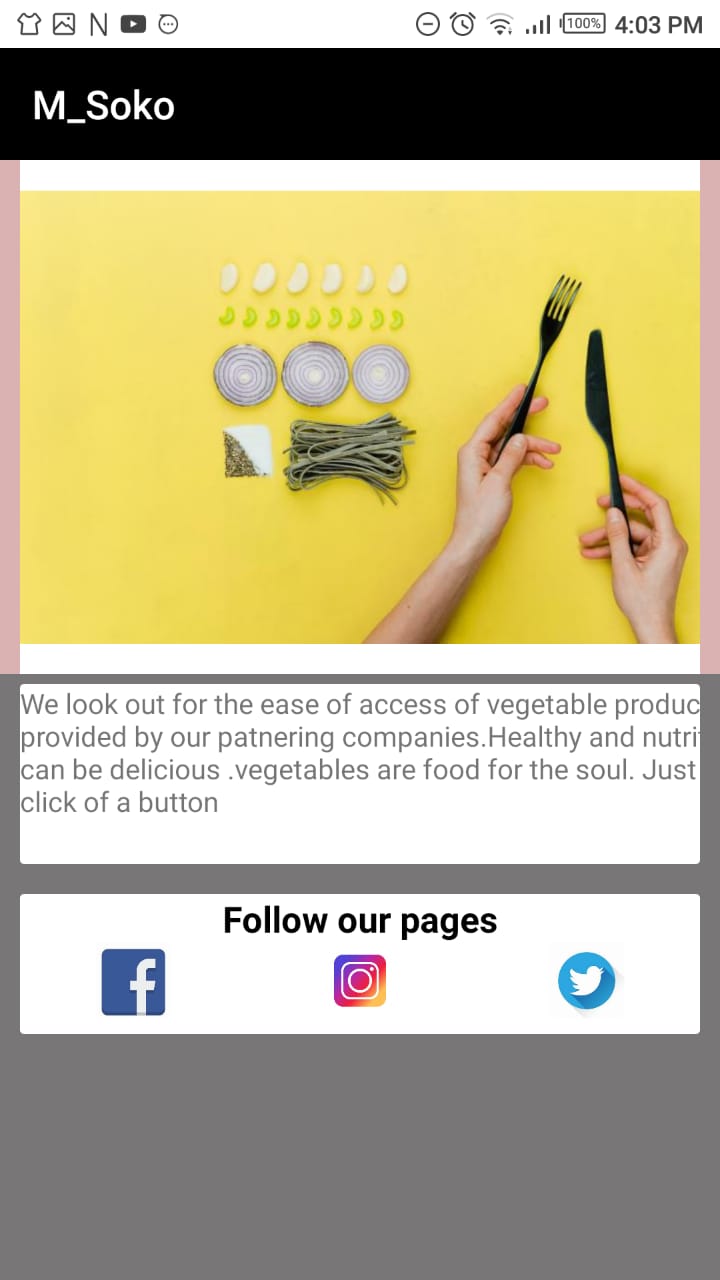 100% 4:03 PM
M_Soko
We look out for the ease of access of vegetable produc
provided by our patnering companies.Healthy and nutri
can be delicious .vegetables are food for the soul. Just
click of a button
Follow our pages